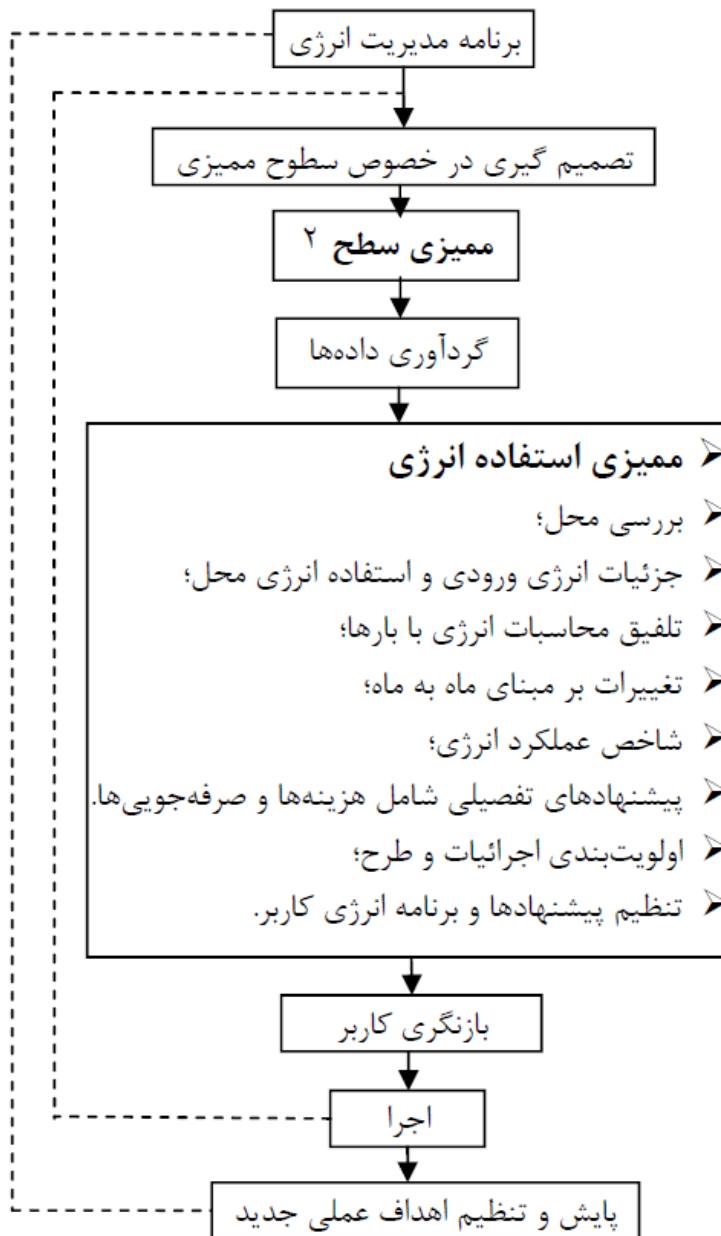 برنامه مدیریت انرژی
تصمیم گیری در خصوص سطوح ممیزی
ممیزی سطح ۲
گردآوری داده‌ها
ممیزی استفاده انرژی
بررسی محل؛
جزئیات انرژی ورودی و استفاده انرژی محل؛
تلفیق محاسبات انرژی با بارها؛
تغییرات بر مبنای ماه به ماه؛
شاخص عملکرد انرژی؛
پیشنهادهای تفصیلی شامل هزینه‌ها و صرفه‌جویی‌ها.
اولویت‌بندی اجرائیات و طرح؛
تنظیم پیشنهادها و برنامه انرژی کاربر.
بازنگری کاربر
اجرا
پایش و تنظیم اهداف عملی جدید